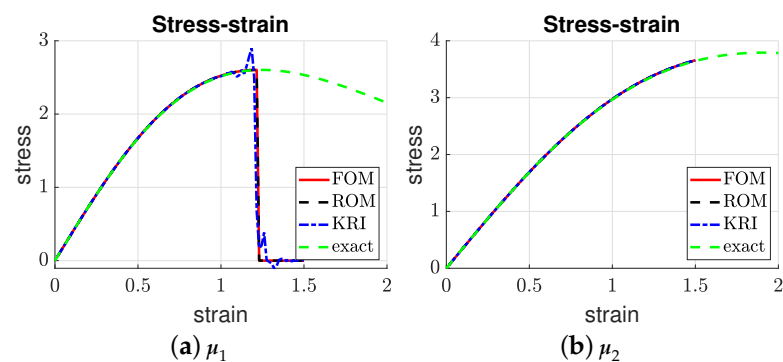 Stress-strain
3
2
1
0
stress
0
0.5
1
1.5
2
strain
FOM
ROM
KRI
exact
(a) μ1
Stress-strain
4
3
2
1
0
stress
0
0.5
1
1.5
2
strain
FOM
ROM
KRI
exact
(b) μ2